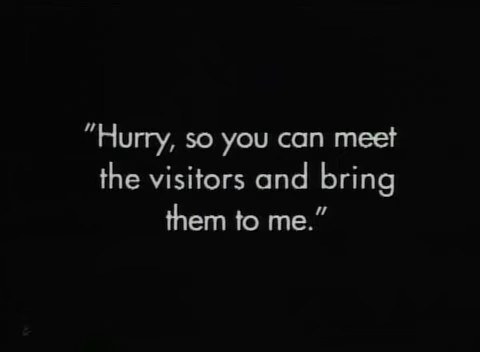 "Hurry, so you can meet
the visitors and bring
them to me."